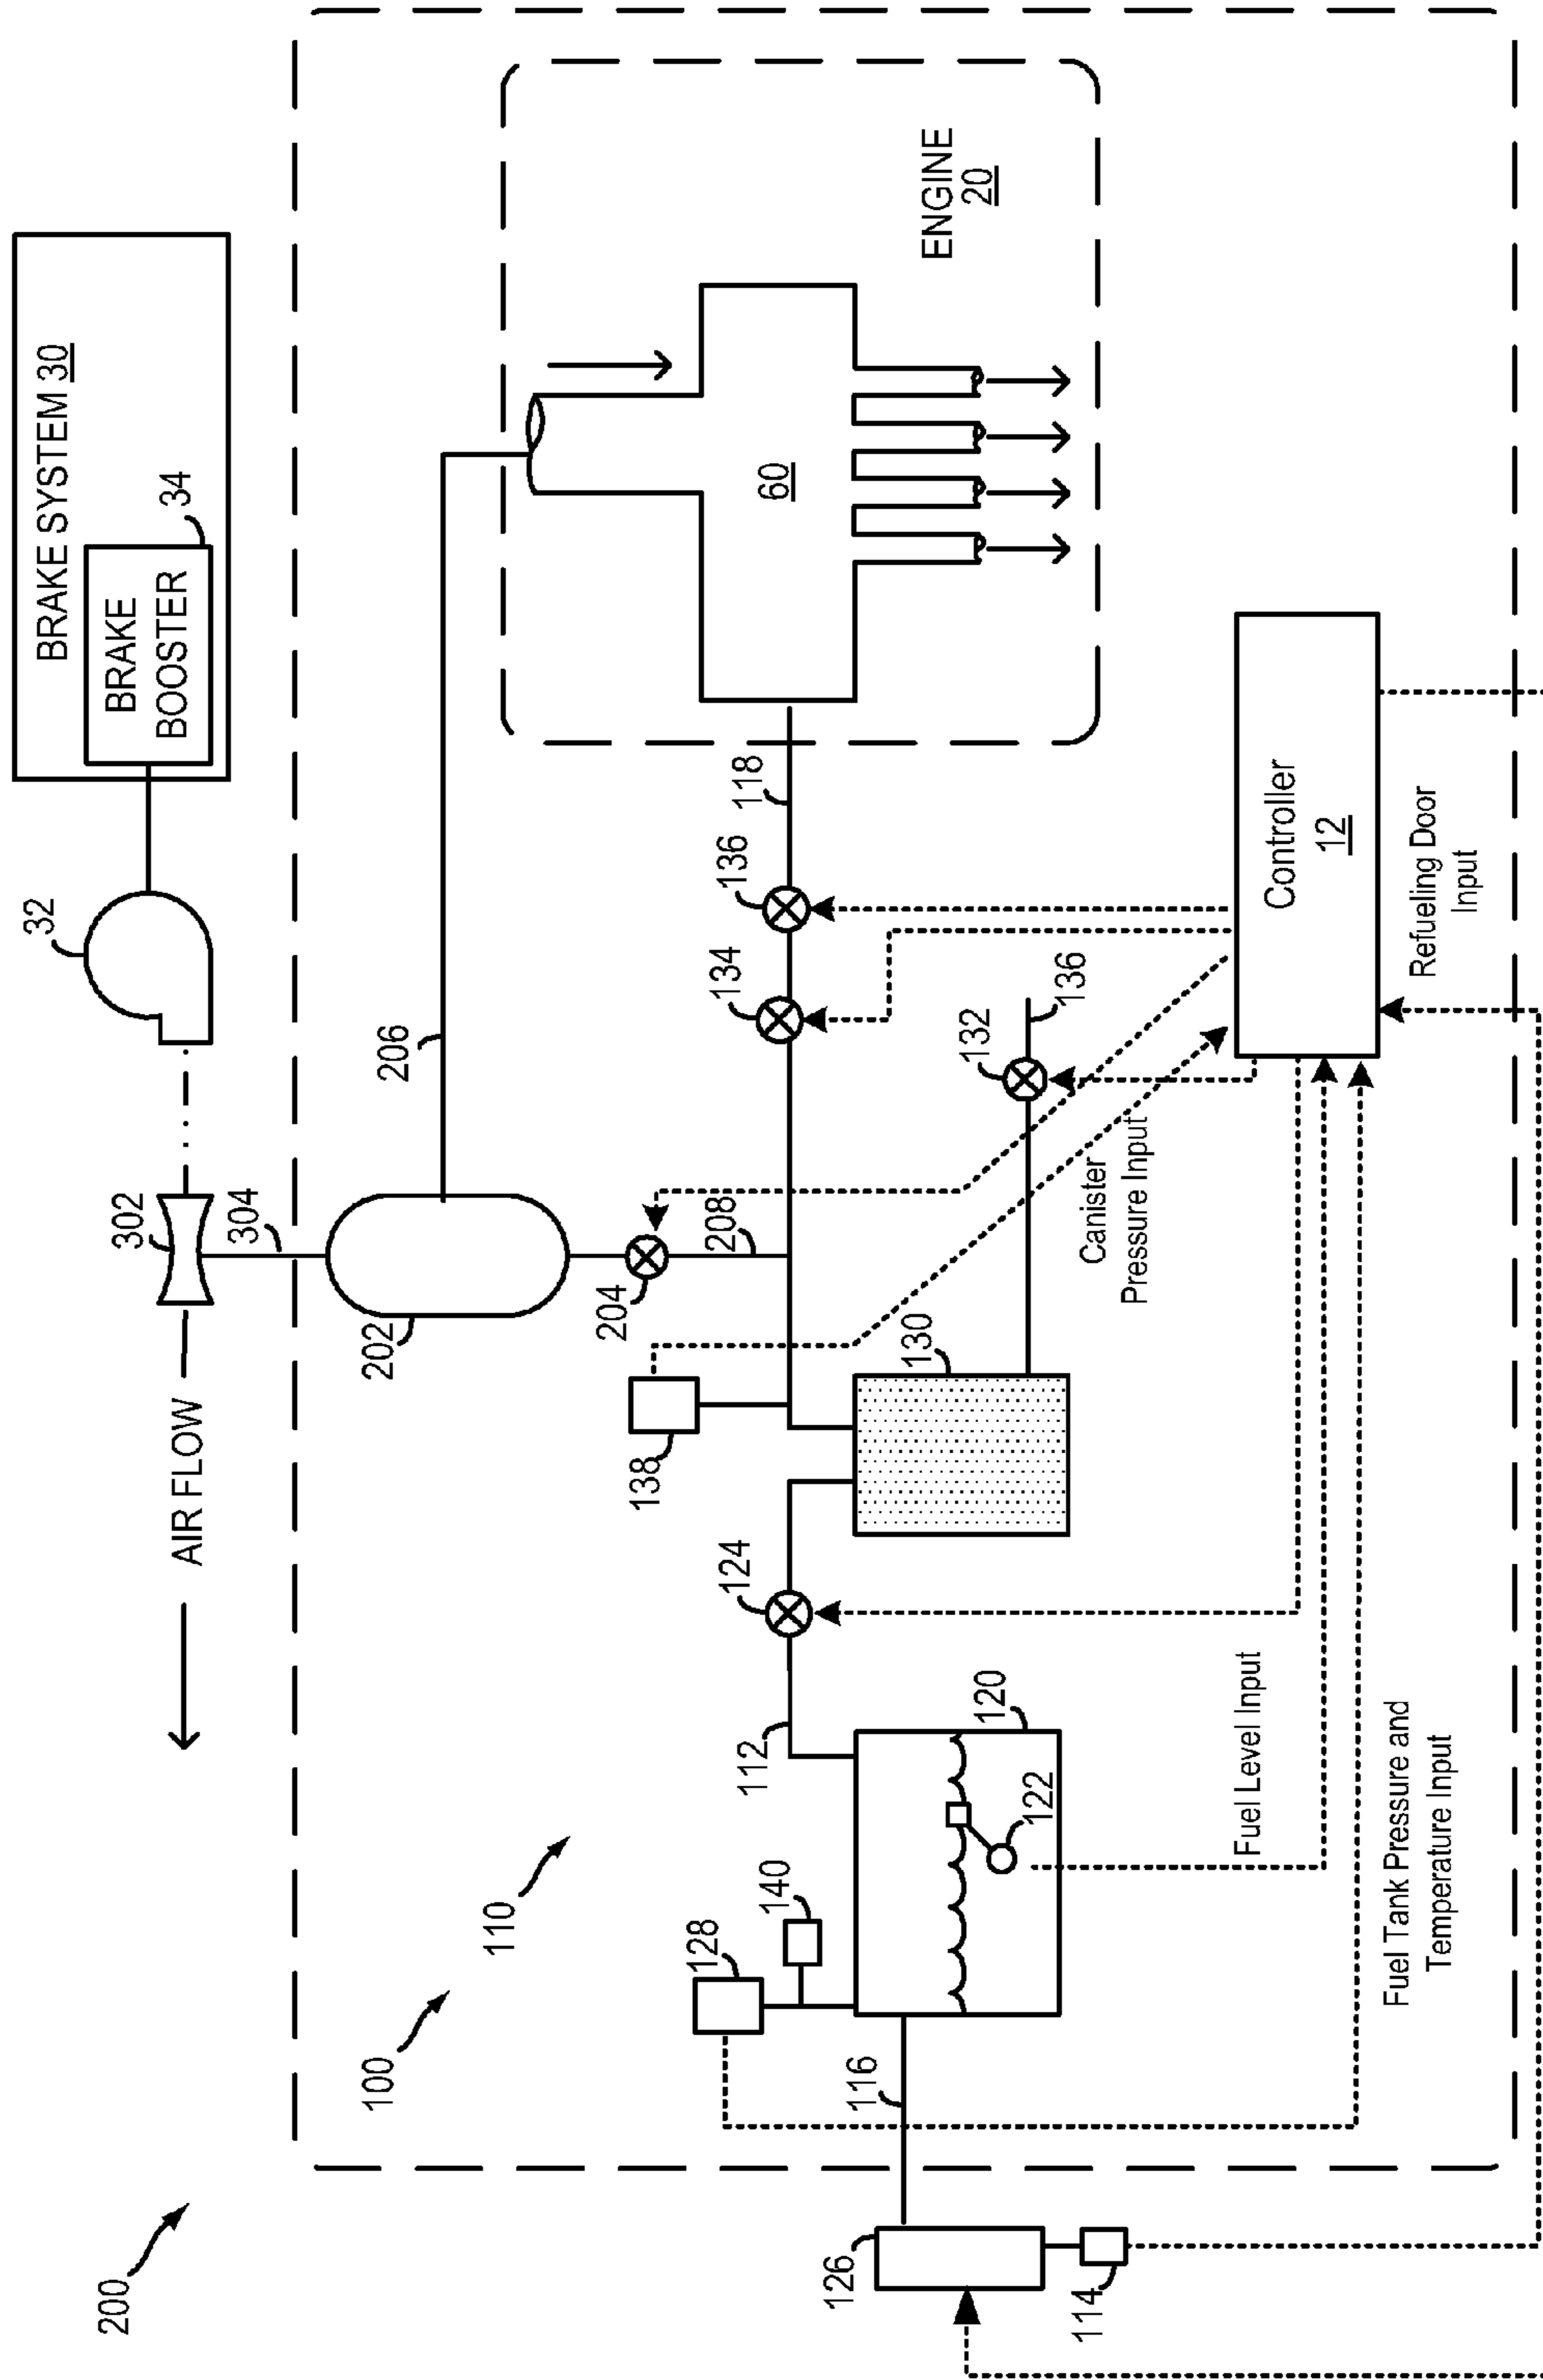 200
100
110
AIR FLOW
302
304
32
BRAKE SYSTEM 30
BRAKE
BOOSTER
34
202
206
204
208
138
ENGINE
20
60
118
136
134
124
112
128
140
116
126
114
120
122
130
132
136
Canister
Pressure Input
Controller
12
Refueling Door
Input
Fuel Level Input
Fuel Tank Pressure and
Temperature Input